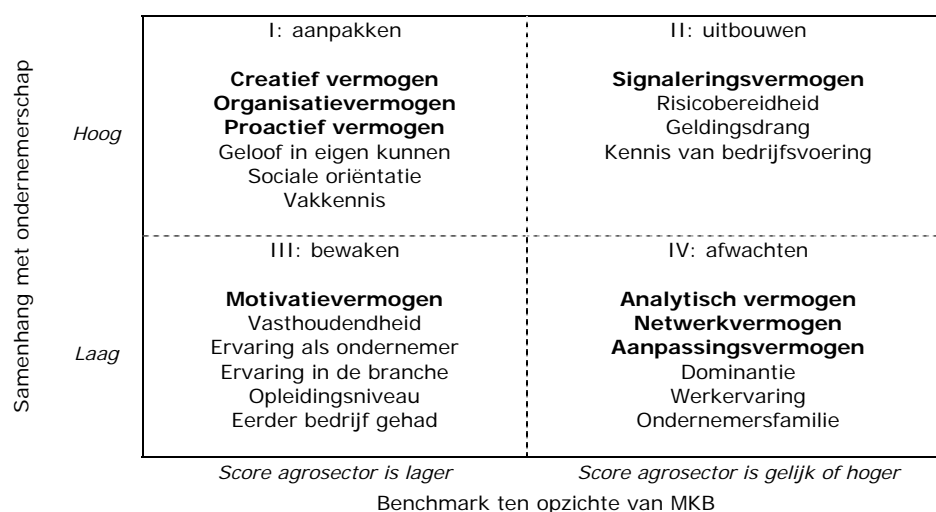 I: aanpakken
Creatief vermogen
Organisatievermogen
Proactief vermogen
Geloof in eigen kunnen
Sociale oriëntatie
Vakkennis
II: uitbouwen
Signaleringsvermogen
Risicobereidheid
Geldingsdrang
Kennis van bedrijfsvoering
Samenhang met ondernemerschap
Hoog
Laag
III: bewaken
Motivatievermogen
Vasthoudendheid
Ervaring als ondernemer
Ervaring in de branche
Opleidingsniveau
Eerder bedrijf gehad
IV: afwachten
Analytisch vermogen
Netwerkvermogen
Aanpassingsvermogen
Dominantie
Werkervaring
Ondernemersfamilie
Score agrosector is lager
Score agrosector is gelijk of hoger
Benchmark ten opzichte van MKB